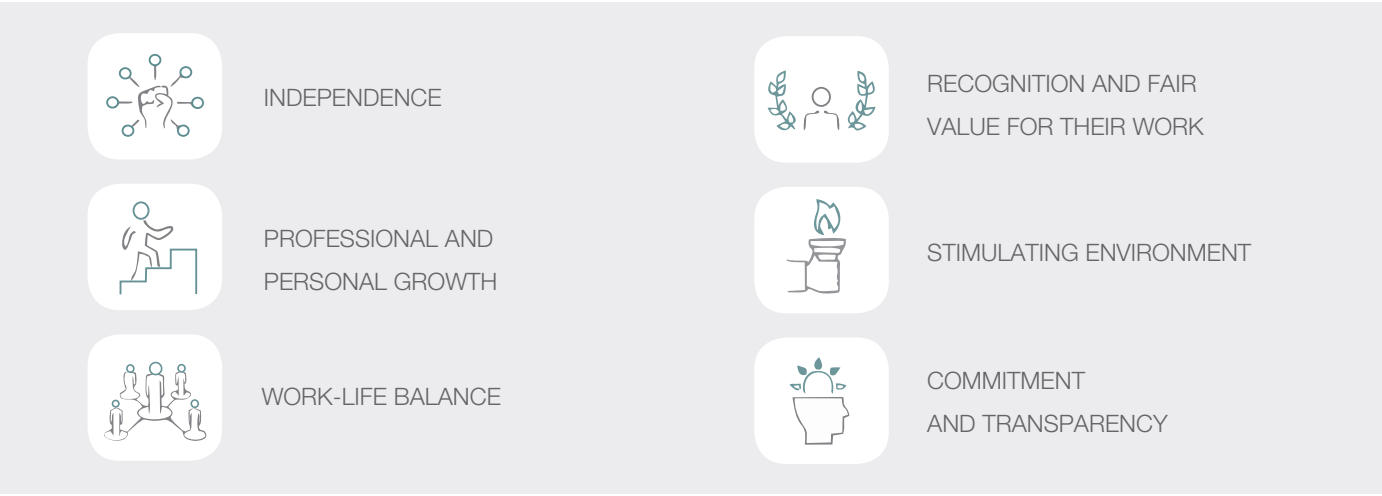 INDEPENDENCE
PROFESSIONAL AND
PERSONAL GROWTH
WORK-LIFE BALANCE
RECOGNITION AND FAIR
VALUE FOR THEIR WORK
STIMULATING ENVIRONMENT
COMMITMENT
AND TRANSPARENCY